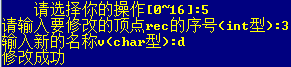 请选择你的操作[0~16]:5
请输入要修改的顶点rec的序号(int型):3
输入新的名称v(char型):d
修改成功